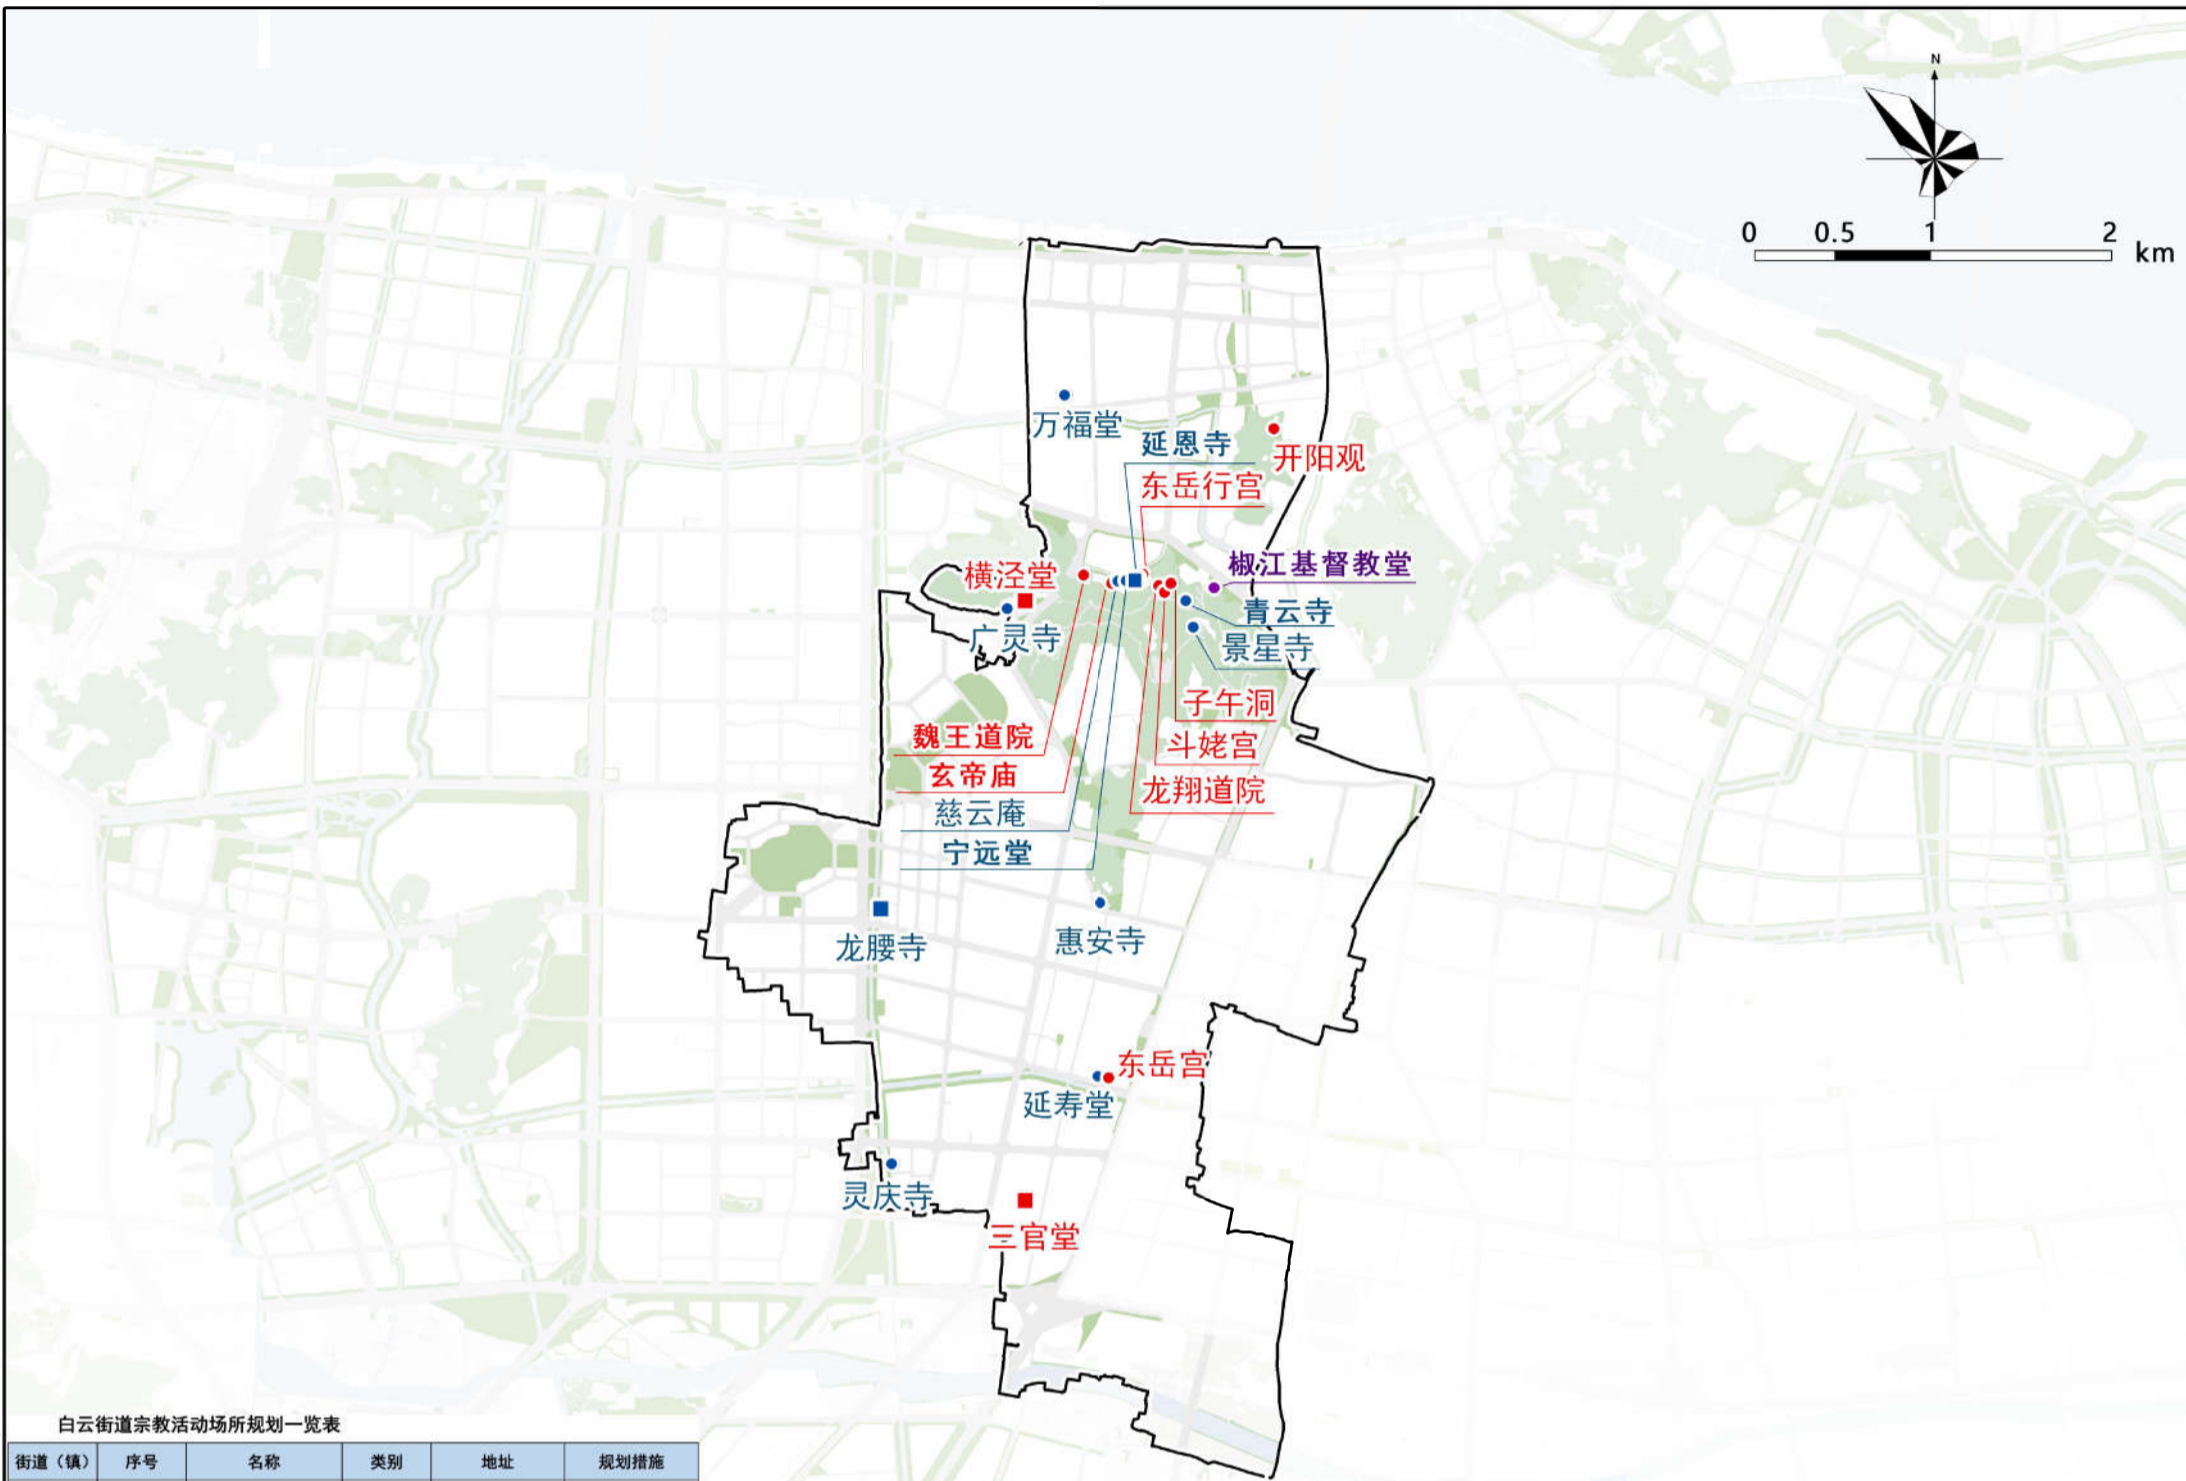 N
0 0.5 1 2 km
万福堂
延恩寺
开阳观
东岳行宫
椒江基督教堂
横泾堂
青云寺
广灵寺
景星寺
子午洞
魏王道院
斗姥宫
玄帝庙
龙翔道院
慈云庵
宁远堂
龙腰寺
惠安寺
东岳宫
延寿堂
灵庆寺
三官堂
白云街道宗教活动场所规划一览表
街道（镇） 序号 名称 类别 地址 规划措施